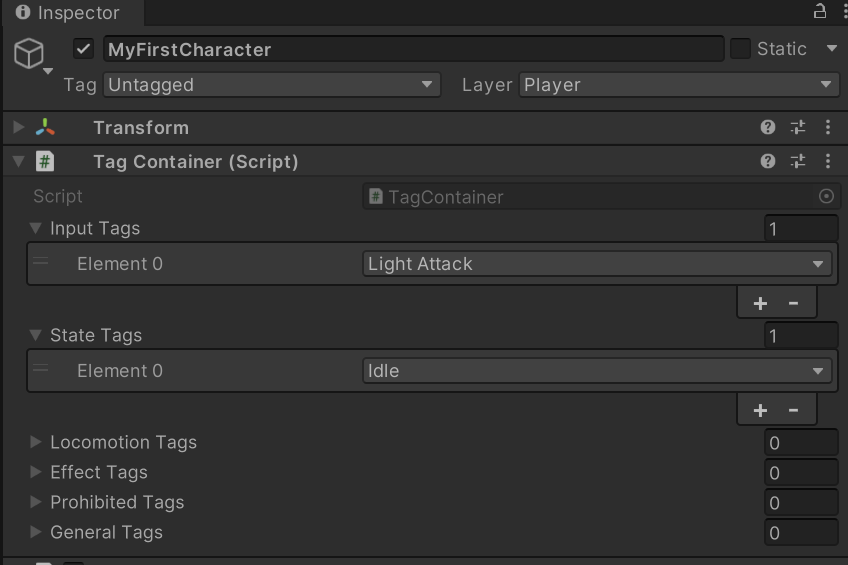 Inspector
MyFirstCharacter Static
Tag Untagged Layer Player
Transform
# Tag Container (Script)
Script # TagContainer
Input Tags 1
Element 0 Light Attack
+ -
State Tags 1
Element 0 Idle
+ -
Locomotion Tags 0
Effect Tags 0
Prohibited Tags 0
General Tags 0